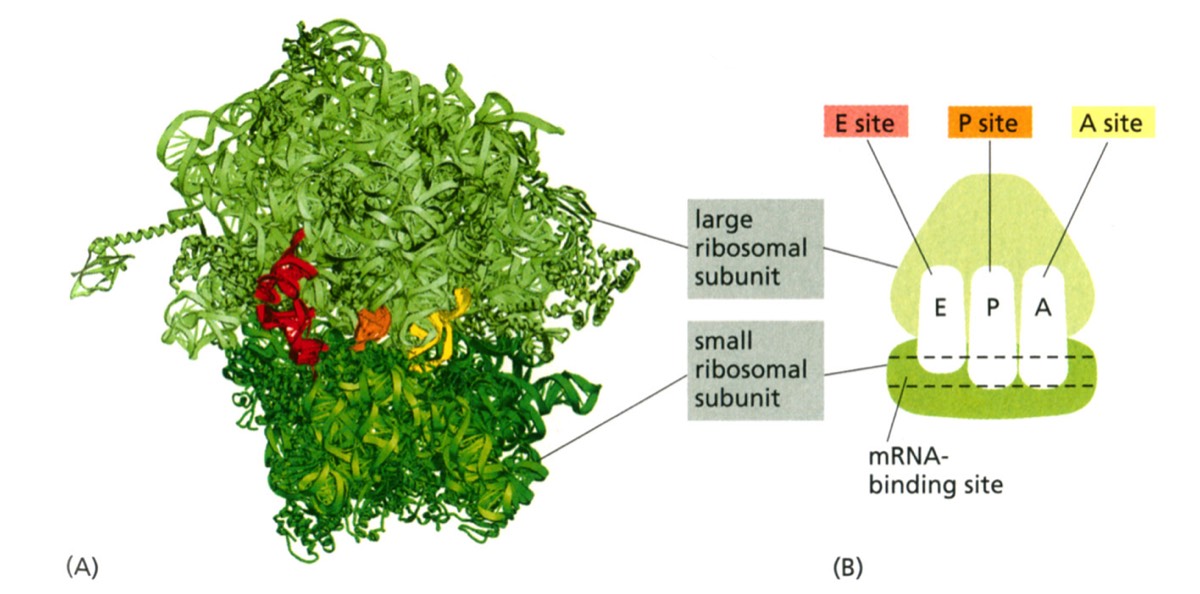 E site
P site
A site
large
ribosomal
subunit
small
ribosomal
subunit
E
P
A
mRNA-
binding site
(A)
(B)